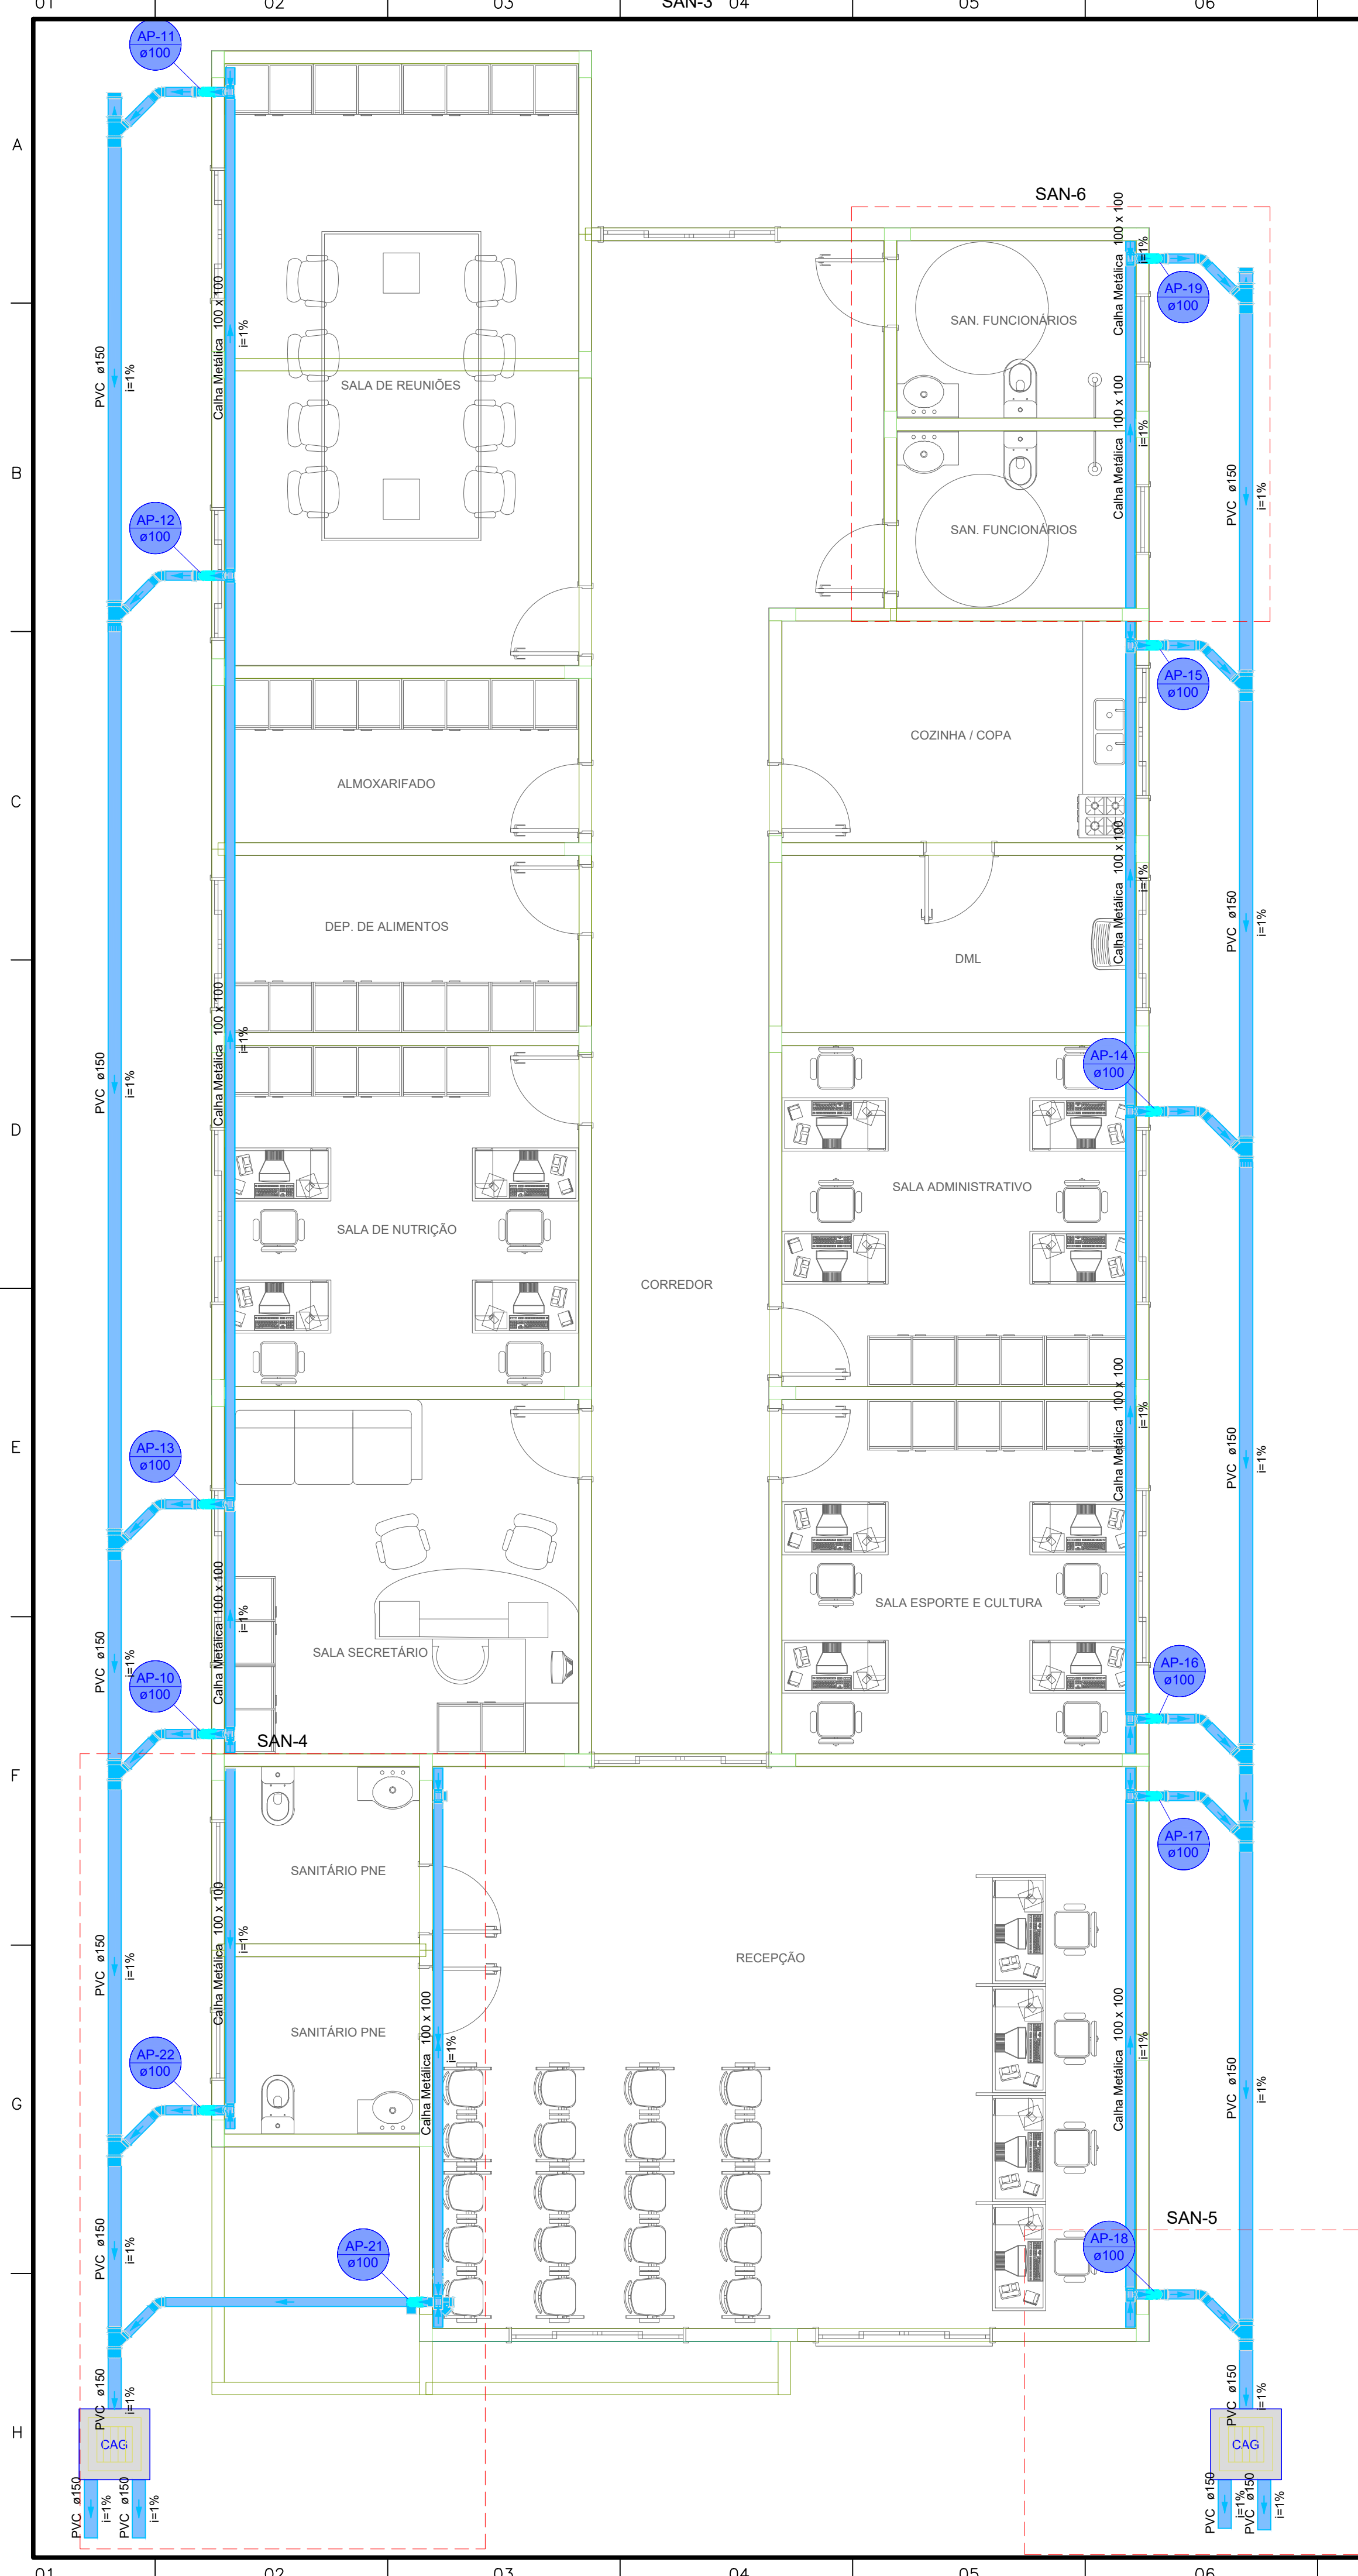 01
02
03
SAN-3
04
05
06
AP-11
ø100
A
SAN-6
Calha Metálica 100 x 100
i=1%
AP-19
ø100
SAN. FUNCIONÁRIOS
PVC ø150
i=1%
Calha Metálica 100 x 100
i=1%
SALA DE REUNIÕES
Calha Metálica 100 x 100
i=1%
B
PVC ø150
i=1%
AP-12
ø100
SAN. FUNCIONÁRIOS
AP-15
ø100
COZINHA / COPA
ALMOXARIFADO
C
Calha Metálica 100 x 100
i=1%
DEP. DE ALIMENTOS
PVC ø150
i=1%
DML
Calha Metálica 100 x 100
i=1%
PVC ø150
i=1%
AP-14
ø100
D
SALA ADMINISTRATIVO
SALA DE NUTRIÇÃO
CORREDOR
Calha Metálica 100 x 100
i=1%
E
AP-13
ø100
PVC ø150
i=1%
SALA ESPORTE E CULTURA
Calha Metálica 100 x 100
i=1%
SALA SECRETÁRIO
PVC ø150
i=1%
AP-10
ø100
AP-16
ø100
SAN-4
F
AP-17
ø100
SANITÁRIO PNE
PVC ø150
i=1%
Calha Metálica 100 x 100
i=1%
RECEPÇÃO
SANITÁRIO PNE
Calha Metálica 100 x 100
i=1%
Calha Metálica 100 x 100
i=1%
PVC ø150
i=1%
AP-22
ø100
G
SAN-5
PVC ø150
i=1%
AP-21
ø100
AP-18
ø100
PVC ø150
i=1%
PVC ø150
i=1%
H
CAG
CAG
PVC ø150
i=1%
PVC ø150
i=1%
PVC ø150
i=1%
PVC ø150
i=1%
01
02
03
04
05
06